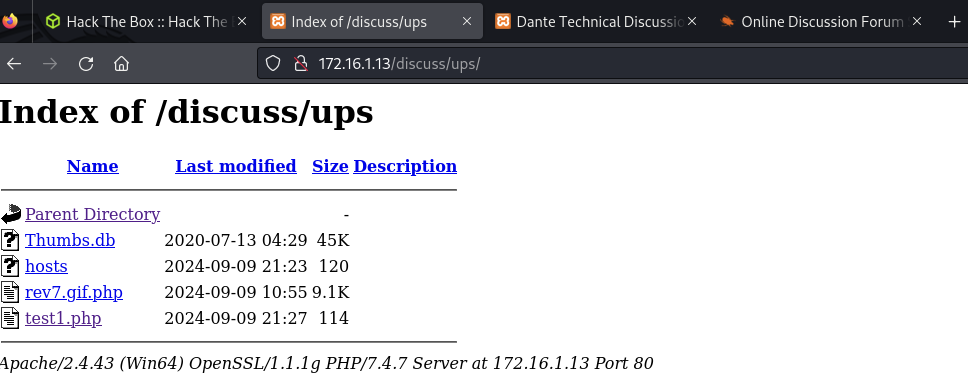 Hack The Box :: Hack The Index of /discuss/ups Dante Technical Discussio Online Discussion Forum
172.16.1.13/discuss/ups/
Index of /discuss/ups
Name Last modified Size Description
Parent Directory -
Thumbs.db 2020-07-13 04:29 45K
hosts 2024-09-09 21:23 120
rev7.gif.php 2024-09-09 10:55 9.1K
test1.php 2024-09-09 21:27 114
Apache/2.4.43 (Win64) OpenSSL/1.1.1g PHP/7.4.7 Server at 172.16.1.13 Port 80